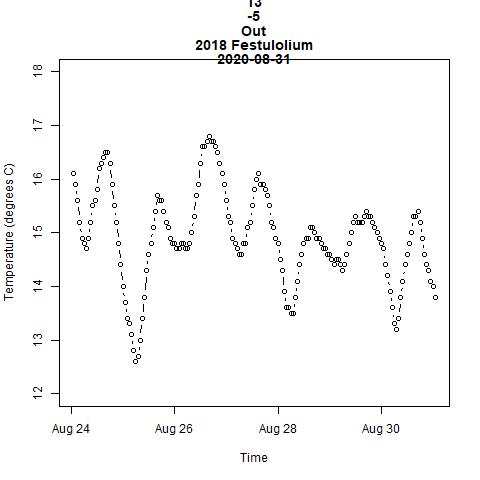 13
-5
Out
2018 Festulolium
2020-08-31
18
17
16
15
14
13
12
Temperature (degrees C)
Aug 24 Aug 26 Aug 28 Aug 30
Time